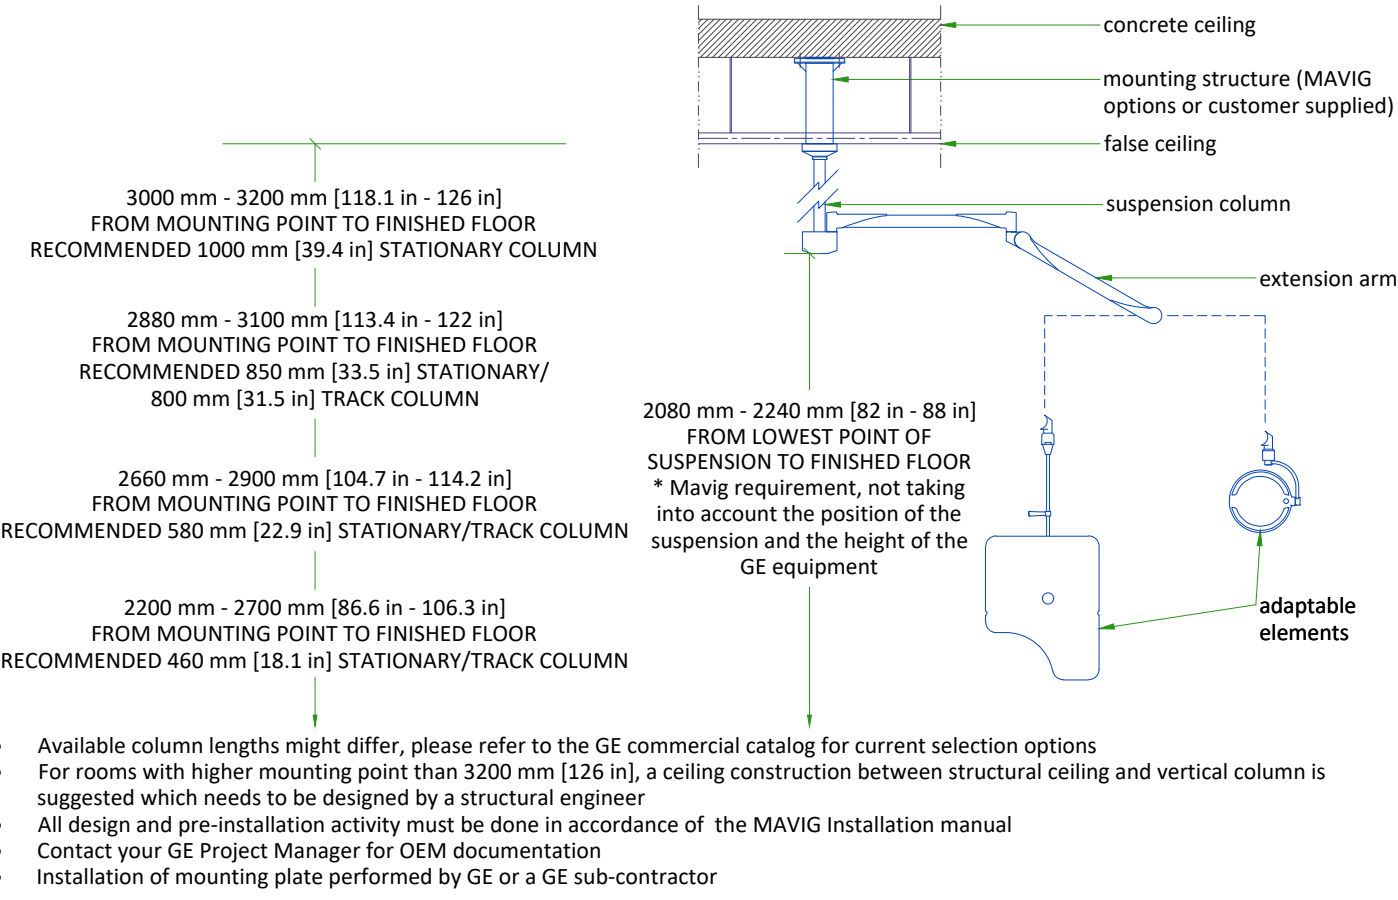 concrete ceiling
mounting structure (MAVIG
options or customer supplied)
false ceiling
suspension column
extension arm
adaptable
elements
3000 mm - 3200 mm [118.1 in - 126 in]
FROM MOUNTING POINT TO FINISHED FLOOR
RECOMMENDED 1000 mm [39.4 in] STATIONARY COLUMN
2880 mm - 3100 mm [113.4 in - 122 in]
FROM MOUNTING POINT TO FINISHED FLOOR
RECOMMENDED 850 mm [33.5 in] STATIONARY/
800 mm [31.5 in] TRACK COLUMN
2660 mm - 2900 mm [104.7 in - 114.2 in]
FROM MOUNTING POINT TO FINISHED FLOOR
RECOMMENDED 580 mm [22.9 in] STATIONARY/TRACK COLUMN
2200 mm - 2700 mm [86.6 in - 106.3 in]
FROM MOUNTING POINT TO FINISHED FLOOR
RECOMMENDED 460 mm [18.1 in] STATIONARY/TRACK COLUMN
2080 mm - 2240 mm [82 in - 88 in]
FROM LOWEST POINT OF
SUSPENSION TO FINISHED FLOOR
* Mavig requirement, not taking
into account the position of the
suspension and the height of the
GE equipment
• Available column lengths might differ, please refer to the GE commercial catalog for current selection options
• For rooms with higher mounting point than 3200 mm [126 in], a ceiling construction between structural ceiling and vertical column is
suggested which needs to be designed by a structural engineer
• All design and pre-installation activity must be done in accordance of the MAVIG Installation manual
• Contact your GE Project Manager for OEM documentation
• Installation of mounting plate performed by GE or a GE sub-contractor